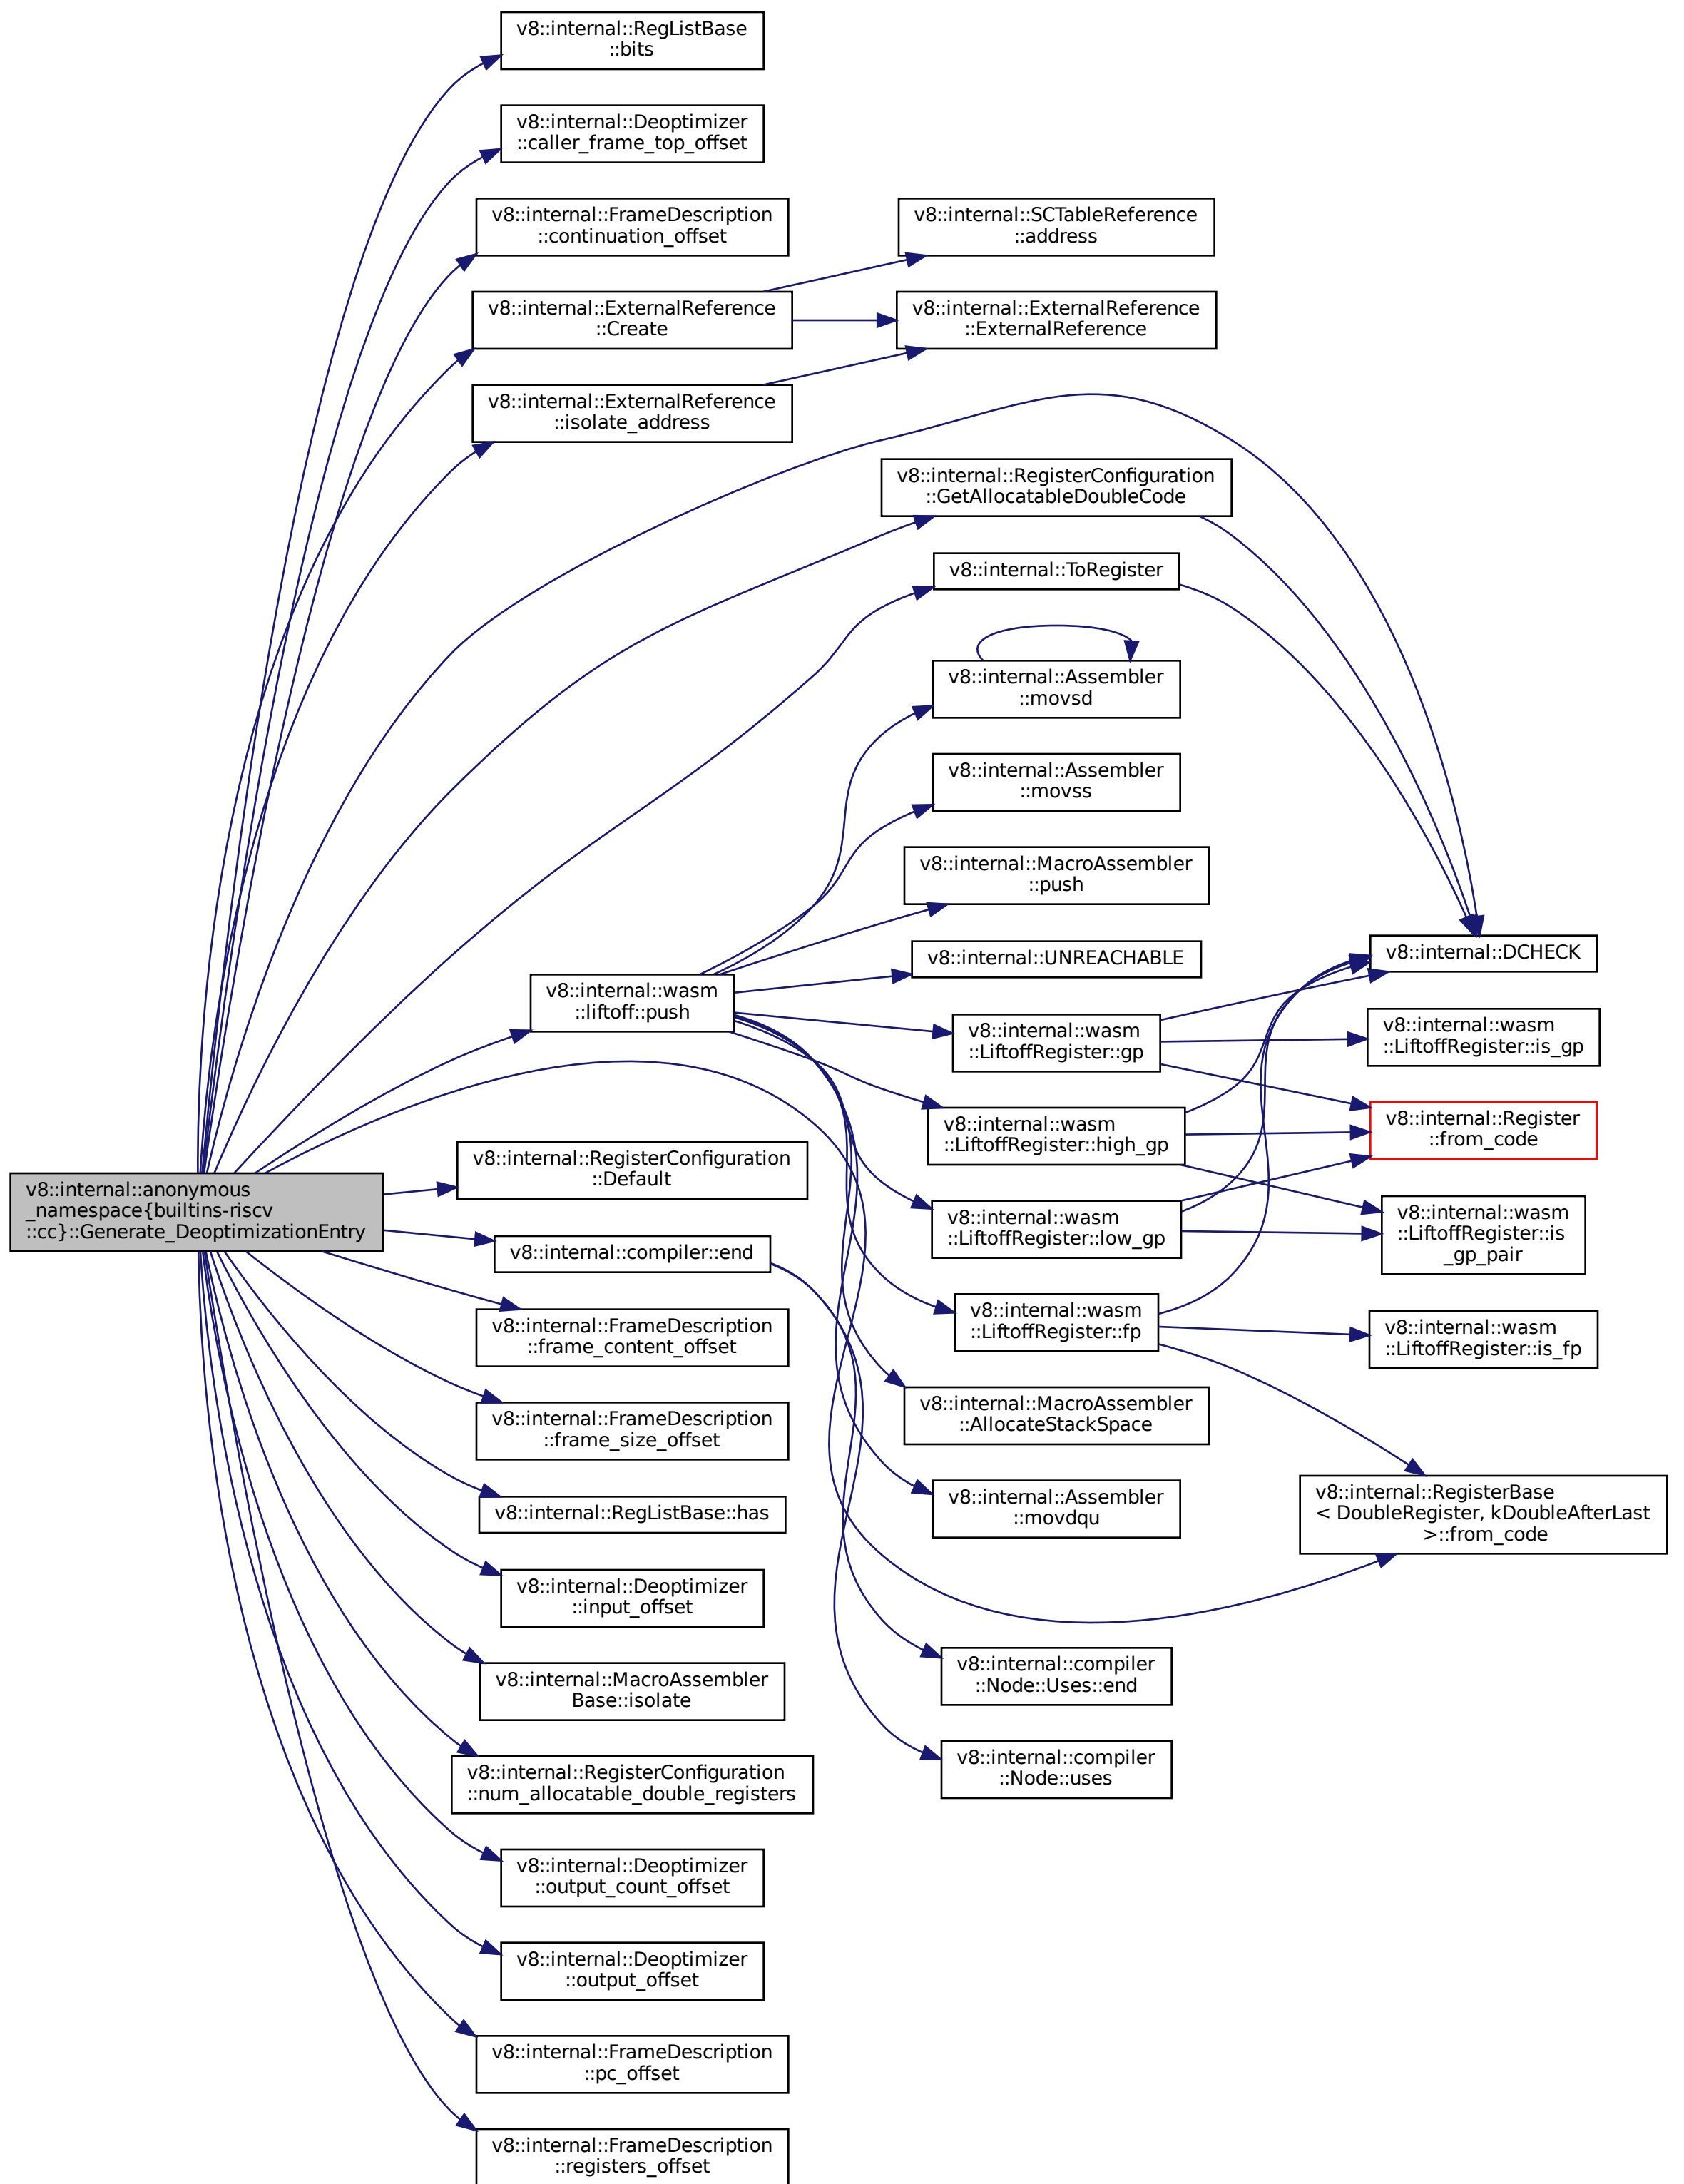 v8::internal::RegListBase
::bits
v8::internal::Deoptimizer
::caller_frame_top_offset
v8::internal::FrameDescription
::continuation_offset
v8::internal::SCTableReference
::address
v8::internal::ExternalReference
::Create
v8::internal::ExternalReference
::ExternalReference
v8::internal::ExternalReference
::isolate_address
v8::internal::RegisterConfiguration
::GetAllocatableDoubleCode
v8::internal::ToRegister
v8::internal::Assembler
::movsd
v8::internal::Assembler
::movss
v8::internal::MacroAssembler
::push
v8::internal::UNREACHABLE
v8::internal::DCHECK
v8::internal::wasm
::liftoff::push
v8::internal::wasm
::LiftoffRegister::gp
v8::internal::wasm
::LiftoffRegister::is_gp
v8::internal::wasm
::LiftoffRegister::high_gp
v8::internal::Register
::from_code
v8::internal::RegisterConfiguration
::Default
v8::internal::anonymous
_namespace{builtins-riscv
::cc}::Generate_DeoptimizationEntry
v8::internal::wasm
::LiftoffRegister::low_gp
v8::internal::wasm
::LiftoffRegister::is
_gp_pair
v8::internal::compiler::end
v8::internal::wasm
::LiftoffRegister::fp
v8::internal::wasm
::LiftoffRegister::is_fp
v8::internal::FrameDescription
::frame_content_offset
v8::internal::MacroAssembler
::AllocateStackSpace
v8::internal::FrameDescription
::frame_size_offset
v8::internal::Assembler
::movdqu
v8::internal::RegisterBase
< DoubleRegister, kDoubleAfterLast
>::from_code
v8::internal::RegListBase::has
v8::internal::Deoptimizer
::input_offset
v8::internal::compiler
::Node::Uses::end
v8::internal::MacroAssembler
Base::isolate
v8::internal::compiler
::Node::uses
v8::internal::RegisterConfiguration
::num_allocatable_double_registers
v8::internal::Deoptimizer
::output_count_offset
v8::internal::Deoptimizer
::output_offset
v8::internal::FrameDescription
::pc_offset
v8::internal::FrameDescription
::registers_offset